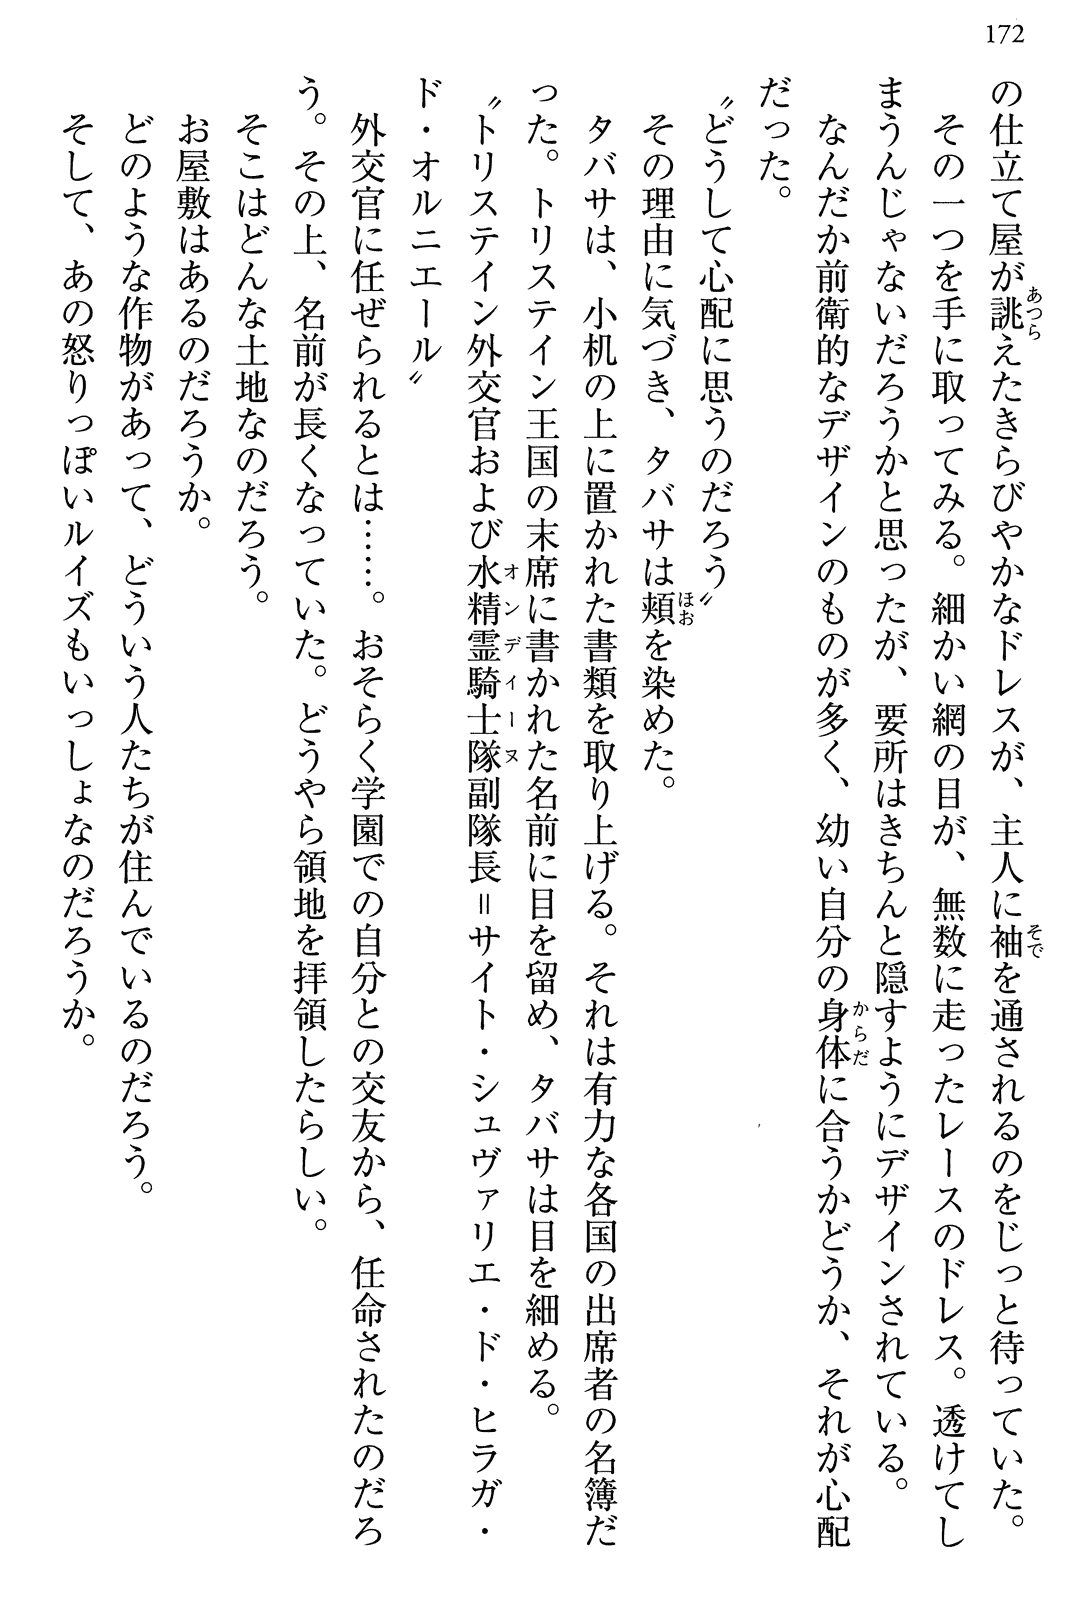 172
の仕立て屋が誂えたきらびやかなドレスが、主人に袖を通されるのをじっと待っていた。
その一つを手に取ってみる。細かい網の目が、無数に走ったレースのドレス。透けてし
まうんじゃないだろうかと思ったが、要所はきちんと隠すようにデザインされている。
なんだか前衛的なデザインのものが多く、幼い自分の身体に合うかどうか、それが心配
だった。
〝どうして心配に思うのだろう〟
その理由に気づき、タバサは頬を染めた。
タバサは、小机の上に置かれた書類を取り上げる。それは有力な各国の出席者の名簿だ
った。トリステイン王国の末席に書かれた名前に目を留め、タバサは目を細める。
〝トリステイン外交官および水精霊騎士隊副隊長＝サイト・シュヴァリエ・ド・ヒラガ・
ド・オルニエール〟
外交官に任ぜられるとは……。おそらく学園での自分との交友から、任命されたのだろ
う。その上、名前が長くなっていた。どうやら領地を拝領したらしい。
そこはどんな土地なのだろう。
お屋敷はあるのだろうか。
どのような作物があって、どういう人たちが住んでいるのだろう。
そして、あの怒りっぽいルイズもいっしょなのだろうか。